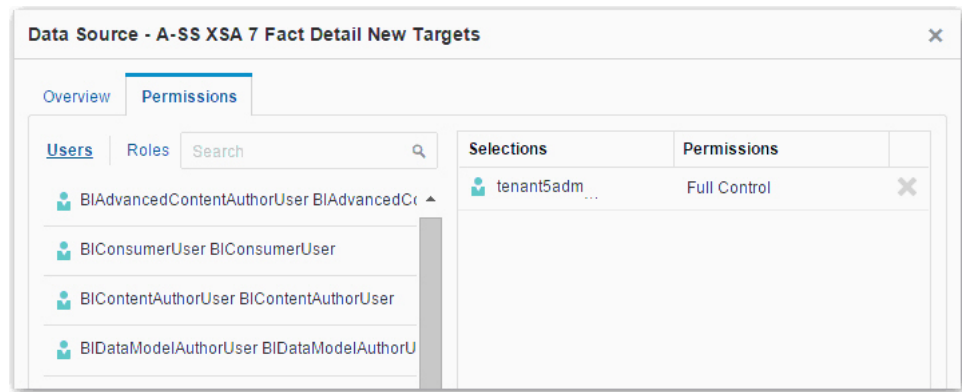 Data Source - A-SS XSA 7 Fact Detail New Targets
Overview Permissions
Users Roles Search
Selections Permissions
BIAdvancedContentAuthorUser BIAdvancedCo
tenant5adm... Full Control
BIConsumerUser BIConsumerUser
BIContentAuthorUser BIContentAuthorUser
BIDataModelAuthorUser BIDataModelAuthorU